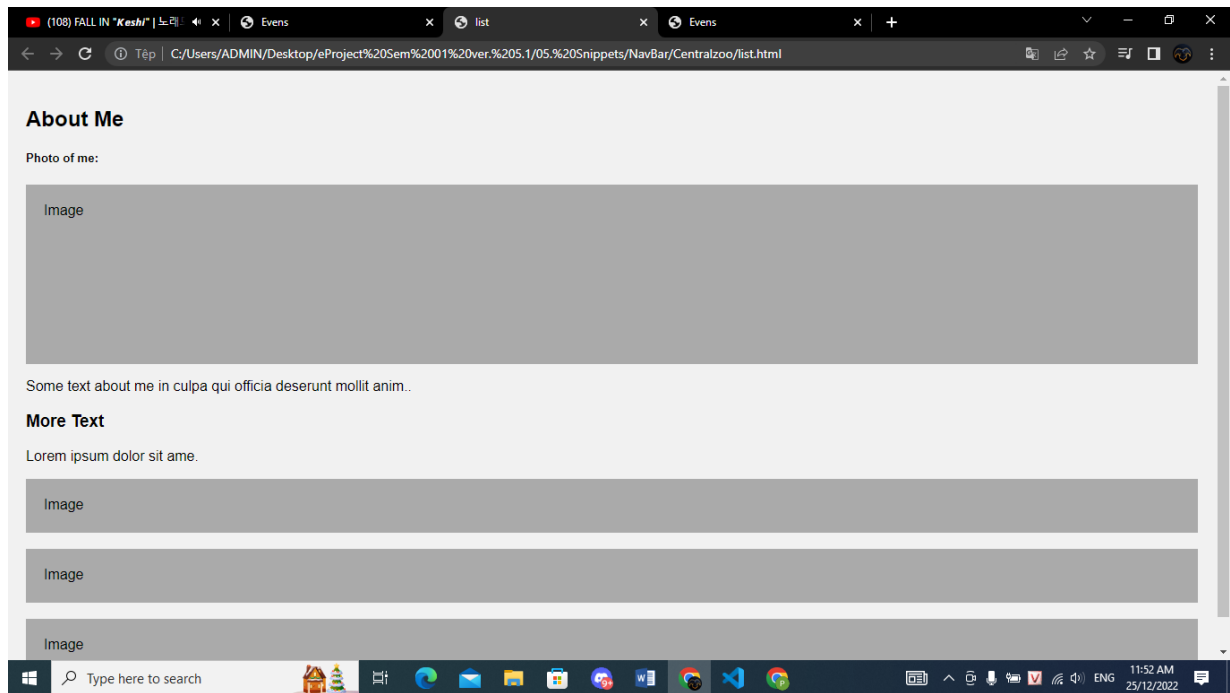 (108) FALL IN "Keshi" | 노래
Evens
list
Evens
Tệp
C:/Users/ADMIN/Desktop/eProject%20Sem%2001%20ver.%205.1/05.%20Snippets/NavBar/Centralzoo/list.html
About Me
Photo of me:
Image
Some text about me in culpa qui officia deserunt mollit anim..
More Text
Lorem ipsum dolor sit ame.
Image
Image
Image
Type here to search
ENG
11:52 AM
25/12/2022